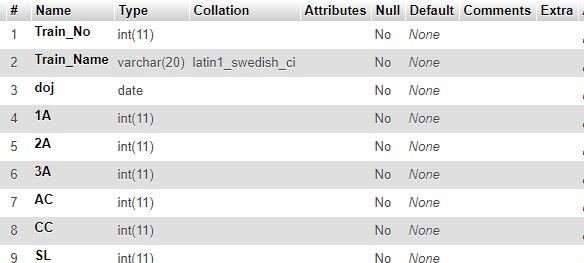 # Name Type Collation Attributes Null Default Comments Extra
1 Train_No int(11) No None
2 Train_Name varchar(20) latin1_swedish_ci No None
3 doj date No None
4 1A int(11) No None
5 2A int(11) No None
6 3A int(11) No None
7 AC int(11) No None
8 CC int(11) No None
9 SL int(11) No None